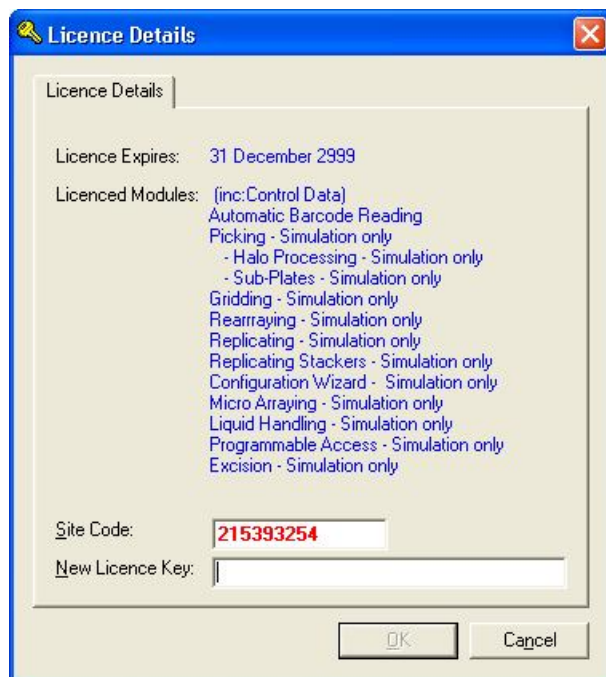 Licence Details
Licence Details
Licence Expires: 31 December 2999
Licenced Modules: (inc:Control Data)
Automatic Barcode Reading
Picking - Simulation only
- Halo Processing - Simulation only
- Sub-Plates - Simulation only
Gridding - Simulation only
Rearrraying - Simulation only
Replicating - Simulation only
Replicating Stackers - Simulation only
Configuration Wizard - Simulation only
Micro Arraying - Simulation only
Liquid Handling - Simulation only
Programmable Access - Simulation only
Excision - Simulation only
Site Code: 215393254
New Licence Key:
OK Cancel